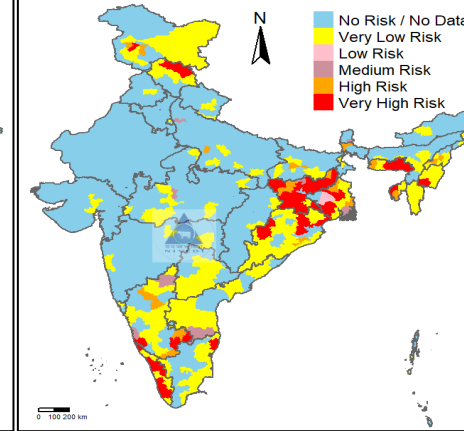 N
No Risk / No Data
Very Low Risk
Low Risk
Medium Risk
High Risk
Very High Risk
0 100 200 km